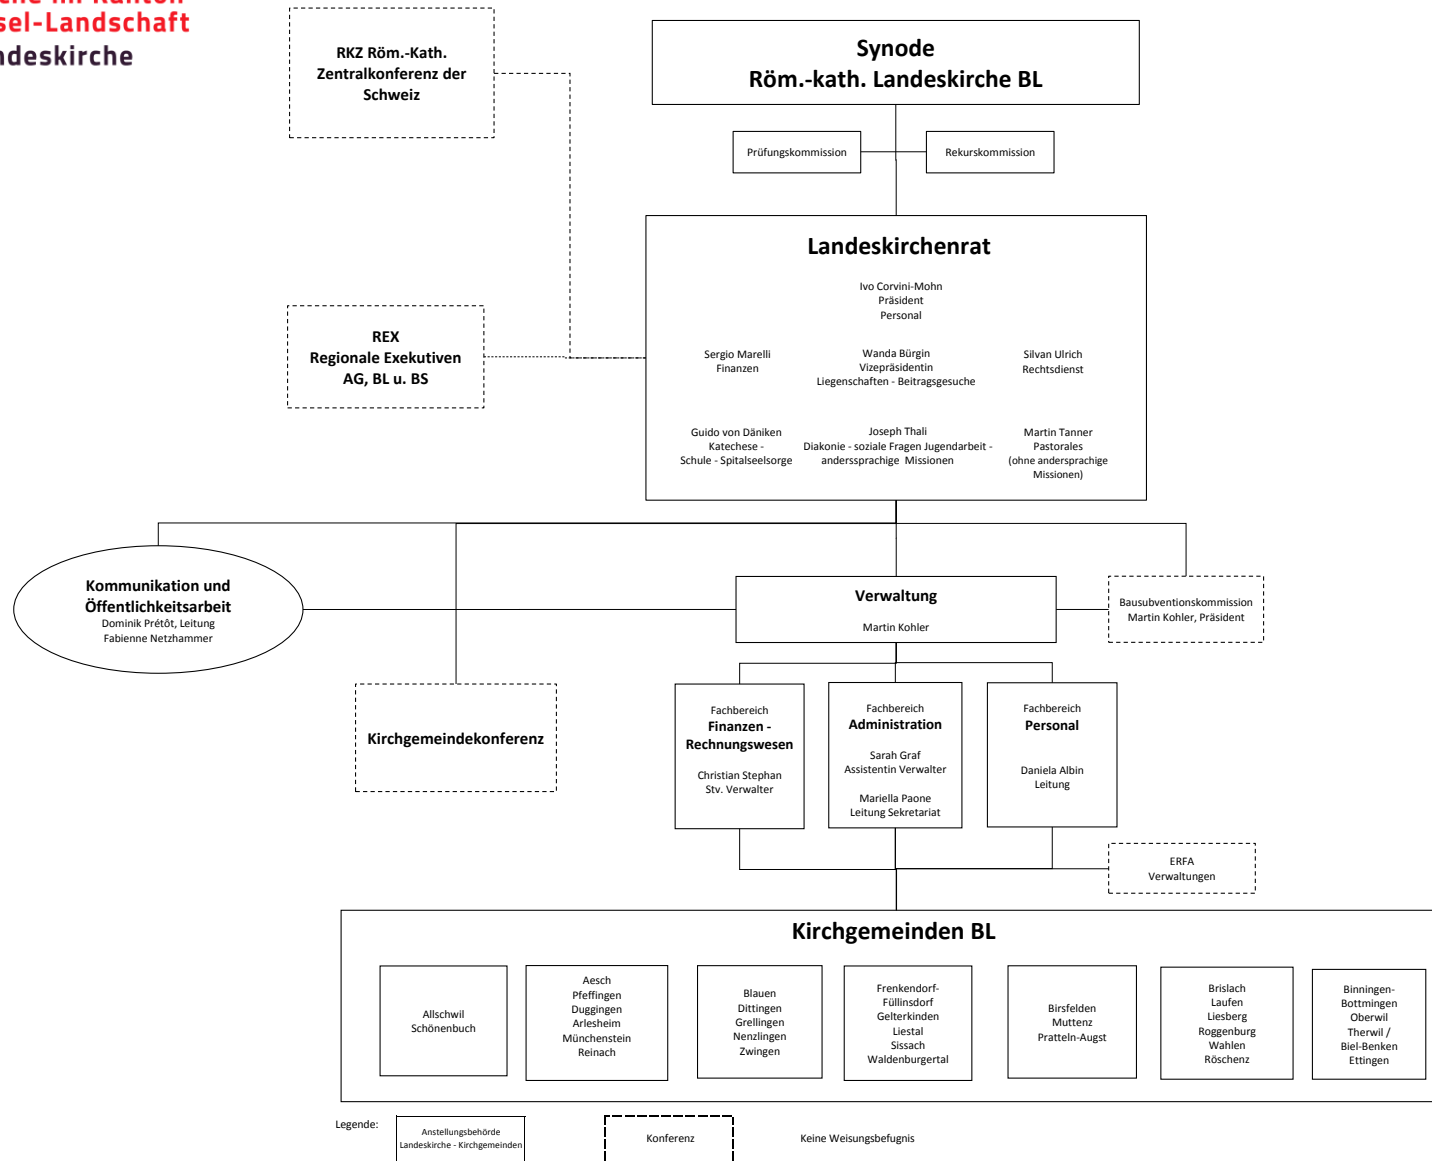 sel-Landschaft
deskirche
RKZ Röm.-Kath.
Zentralkonferenz der
Schweiz
Synode
Röm.-kath. Landeskirche BL
Prüfungskommission
Rekurskommission
Landeskirchenrat
Ivo Corvini-Mohn
Präsident
Personal
REX
Regionale Exekutiven
AG, BL u. BS
Sergio Marelli
Finanzen
Wanda Bürgin
Vizepräsidentin
Liegenschaften - Beitragsgesuche
Silvan Ulrich
Rechtsdienst
Guido von Däniken
Katechese -
Schule - Spitalseelsorge
Joseph Thali
Diakonie - soziale Fragen Jugendarbeit -
anderssprachige Missionen
Martin Tanner
Pastorales
(ohne andersprachige
Missionen)
Kommunikation und
Öffentlichkeitsarbeit
Dominik Prétôt, Leitung
Fabienne Netzhammer
Verwaltung
Martin Kohler
Bausubventionskommission
Martin Kohler, Präsident
Kirchgemeindekonferenz
Fachbereich
Finanzen -
Rechnungswesen
Christian Stephan
Stv. Verwalter
Fachbereich
Administration
Sarah Graf
Assistentin Verwalter
Mariella Paone
Leitung Sekretariat
Fachbereich
Personal
Daniela Albin
Leitung
ERFA
Verwaltungen
Kirchgemeinden BL
Allschwil
Schönenbuch
Aesch
Pfeffingen
Duggingen
Arlesheim
Münchenstein
Reinach
Blauen
Dittingen
Grellingen
Nenzlingen
Zwingen
Frenkendorf-
Füllinsdorf
Gelterkinden
Liestal
Sissach
Waldenburgertal
Birsfelden
Muttenz
Pratteln-Augst
Brislach
Laufen
Liesberg
Roggenburg
Wahlen
Röschenz
Binningen-
Bottmingen
Oberwil
Therwil /
Biel-Benken
Ettingen
Legende:
Anstellungsbehörde
Landeskirche - Kirchgemeinden
Konferenz
Keine Weisungsbefugnis